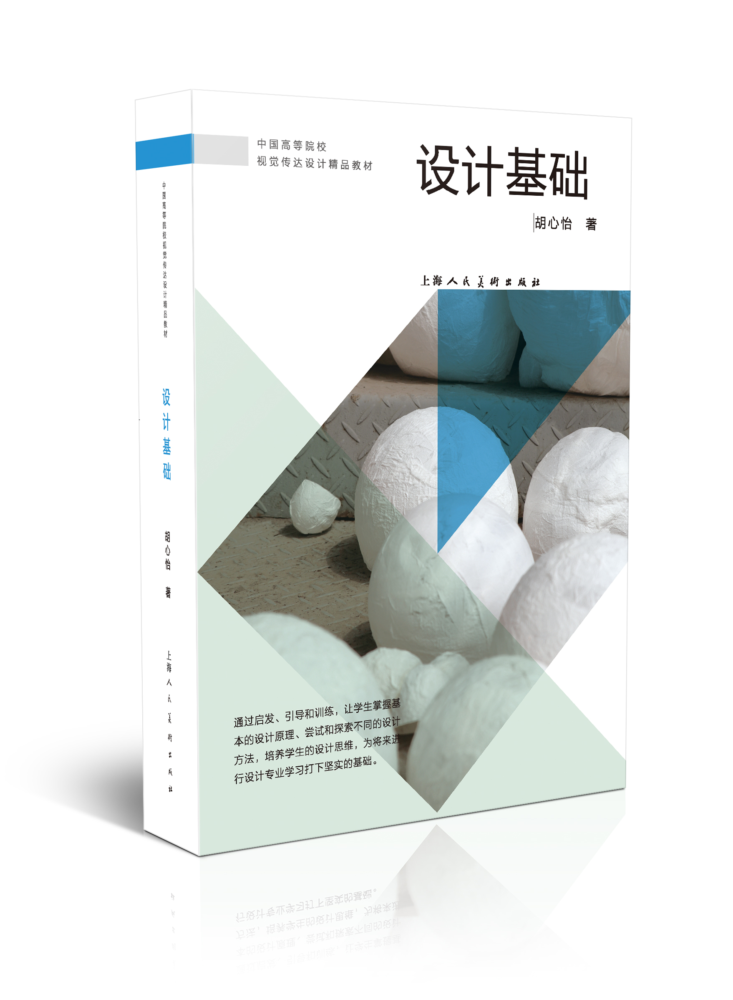 中国高等院校
视觉传达设计精品教材
设计基础
胡心怡 著
上海人民美術出版社
通过启发、引导和训练，让学生掌握基
本的设计原理、尝试和探索不同的设计
方法，培养学生的设计思维，为将来进
行设计专业学习打下坚实的基础。
中国高等院校视觉传达设计精品教材
设计基础
胡心怡 著
上海人民美術出版社